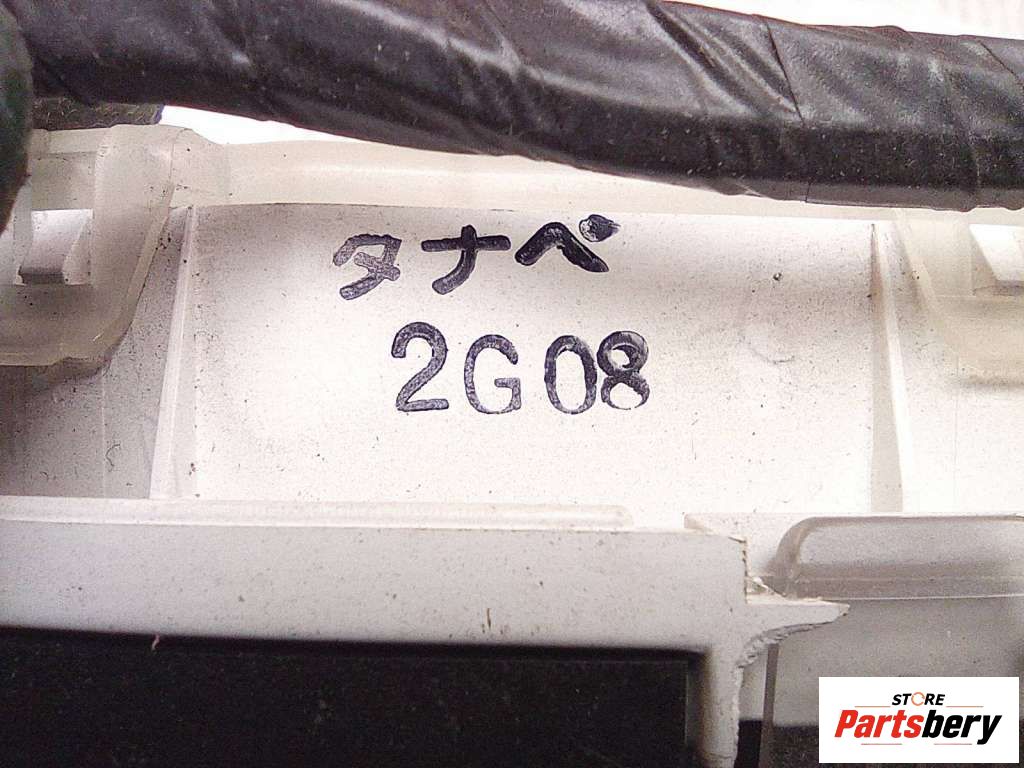 タナベ
2G08
STORE
Partsbery